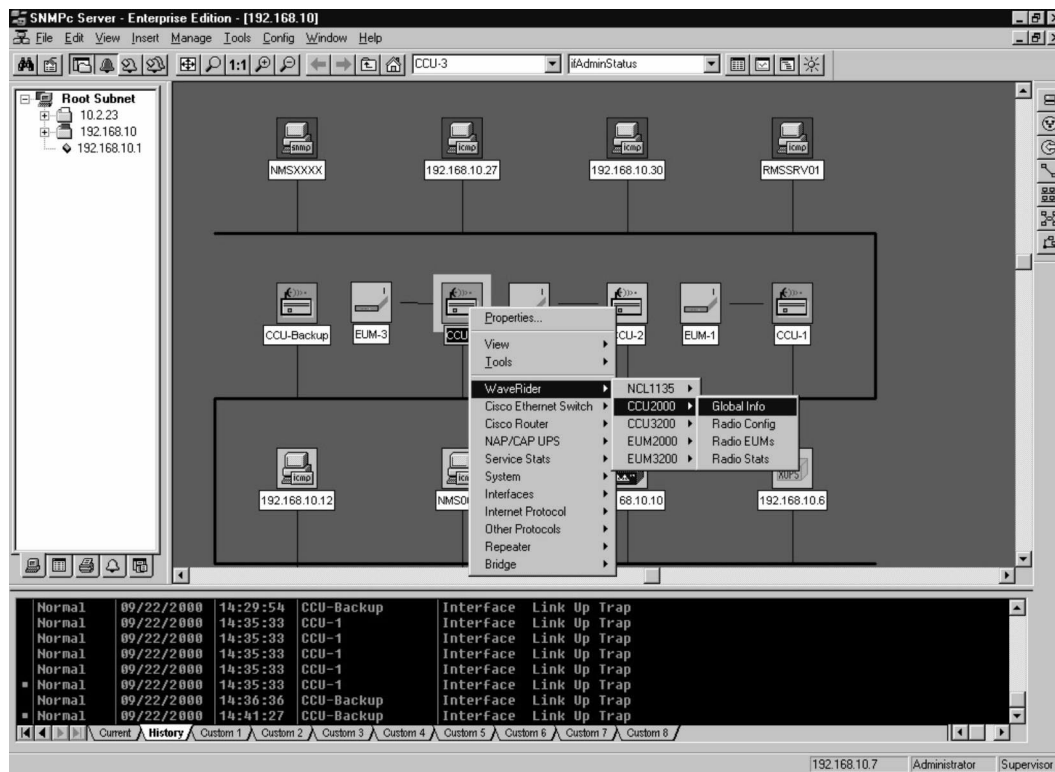 SNMPc Server - Enterprise Edition - [192.168.10]
File Edit View Insert Manage Tools Config Window Help
1:1 CCU-3 ifAdminStatus
Root Subnet
10.2.23
192.168.10
192.168.10.1
snmp icmp icmp icmp
NMSXXXX 192.168.10.27 192.168.10.30 RMSSRV01
CCU-Backup EUM-3 CCU CCU-2 EUM-1 CCU-1
Properties...
View
Tools
WaveRider NCL1135
Cisco Ethernet Switch CCU2000 Global Info
Cisco Router CCU3200 Radio Config
NAP/CAP UPS EUM2000 Radio EUMs
Service Stats EUM3200 Radio Stats
System
Interfaces
Internet Protocol
Other Protocols
Repeater
Bridge
icmp XUPS
192.168.10.12 68.10.10 192.168.10.6
Normal 09/22/2000 14:29:54 CCU-Backup Interface Link Up Trap
Normal 09/22/2000 14:35:33 CCU-1 Interface Link Up Trap
Normal 09/22/2000 14:35:33 CCU-1 Interface Link Up Trap
Normal 09/22/2000 14:35:33 CCU-1 Interface Link Up Trap
Normal 09/22/2000 14:35:33 CCU-1 Interface Link Up Trap
Normal 09/22/2000 14:35:33 CCU-1 Interface Link Up Trap
Normal 09/22/2000 14:36:36 CCU-Backup Interface Link Up Trap
Normal 09/22/2000 14:41:27 CCU-Backup Interface Link Up Trap
Current History Custom 1 Custom 2 Custom 3 Custom 4 Custom 5 Custom 6 Custom 7 Custom 8
192.168.10.7 Administrator Supervisor